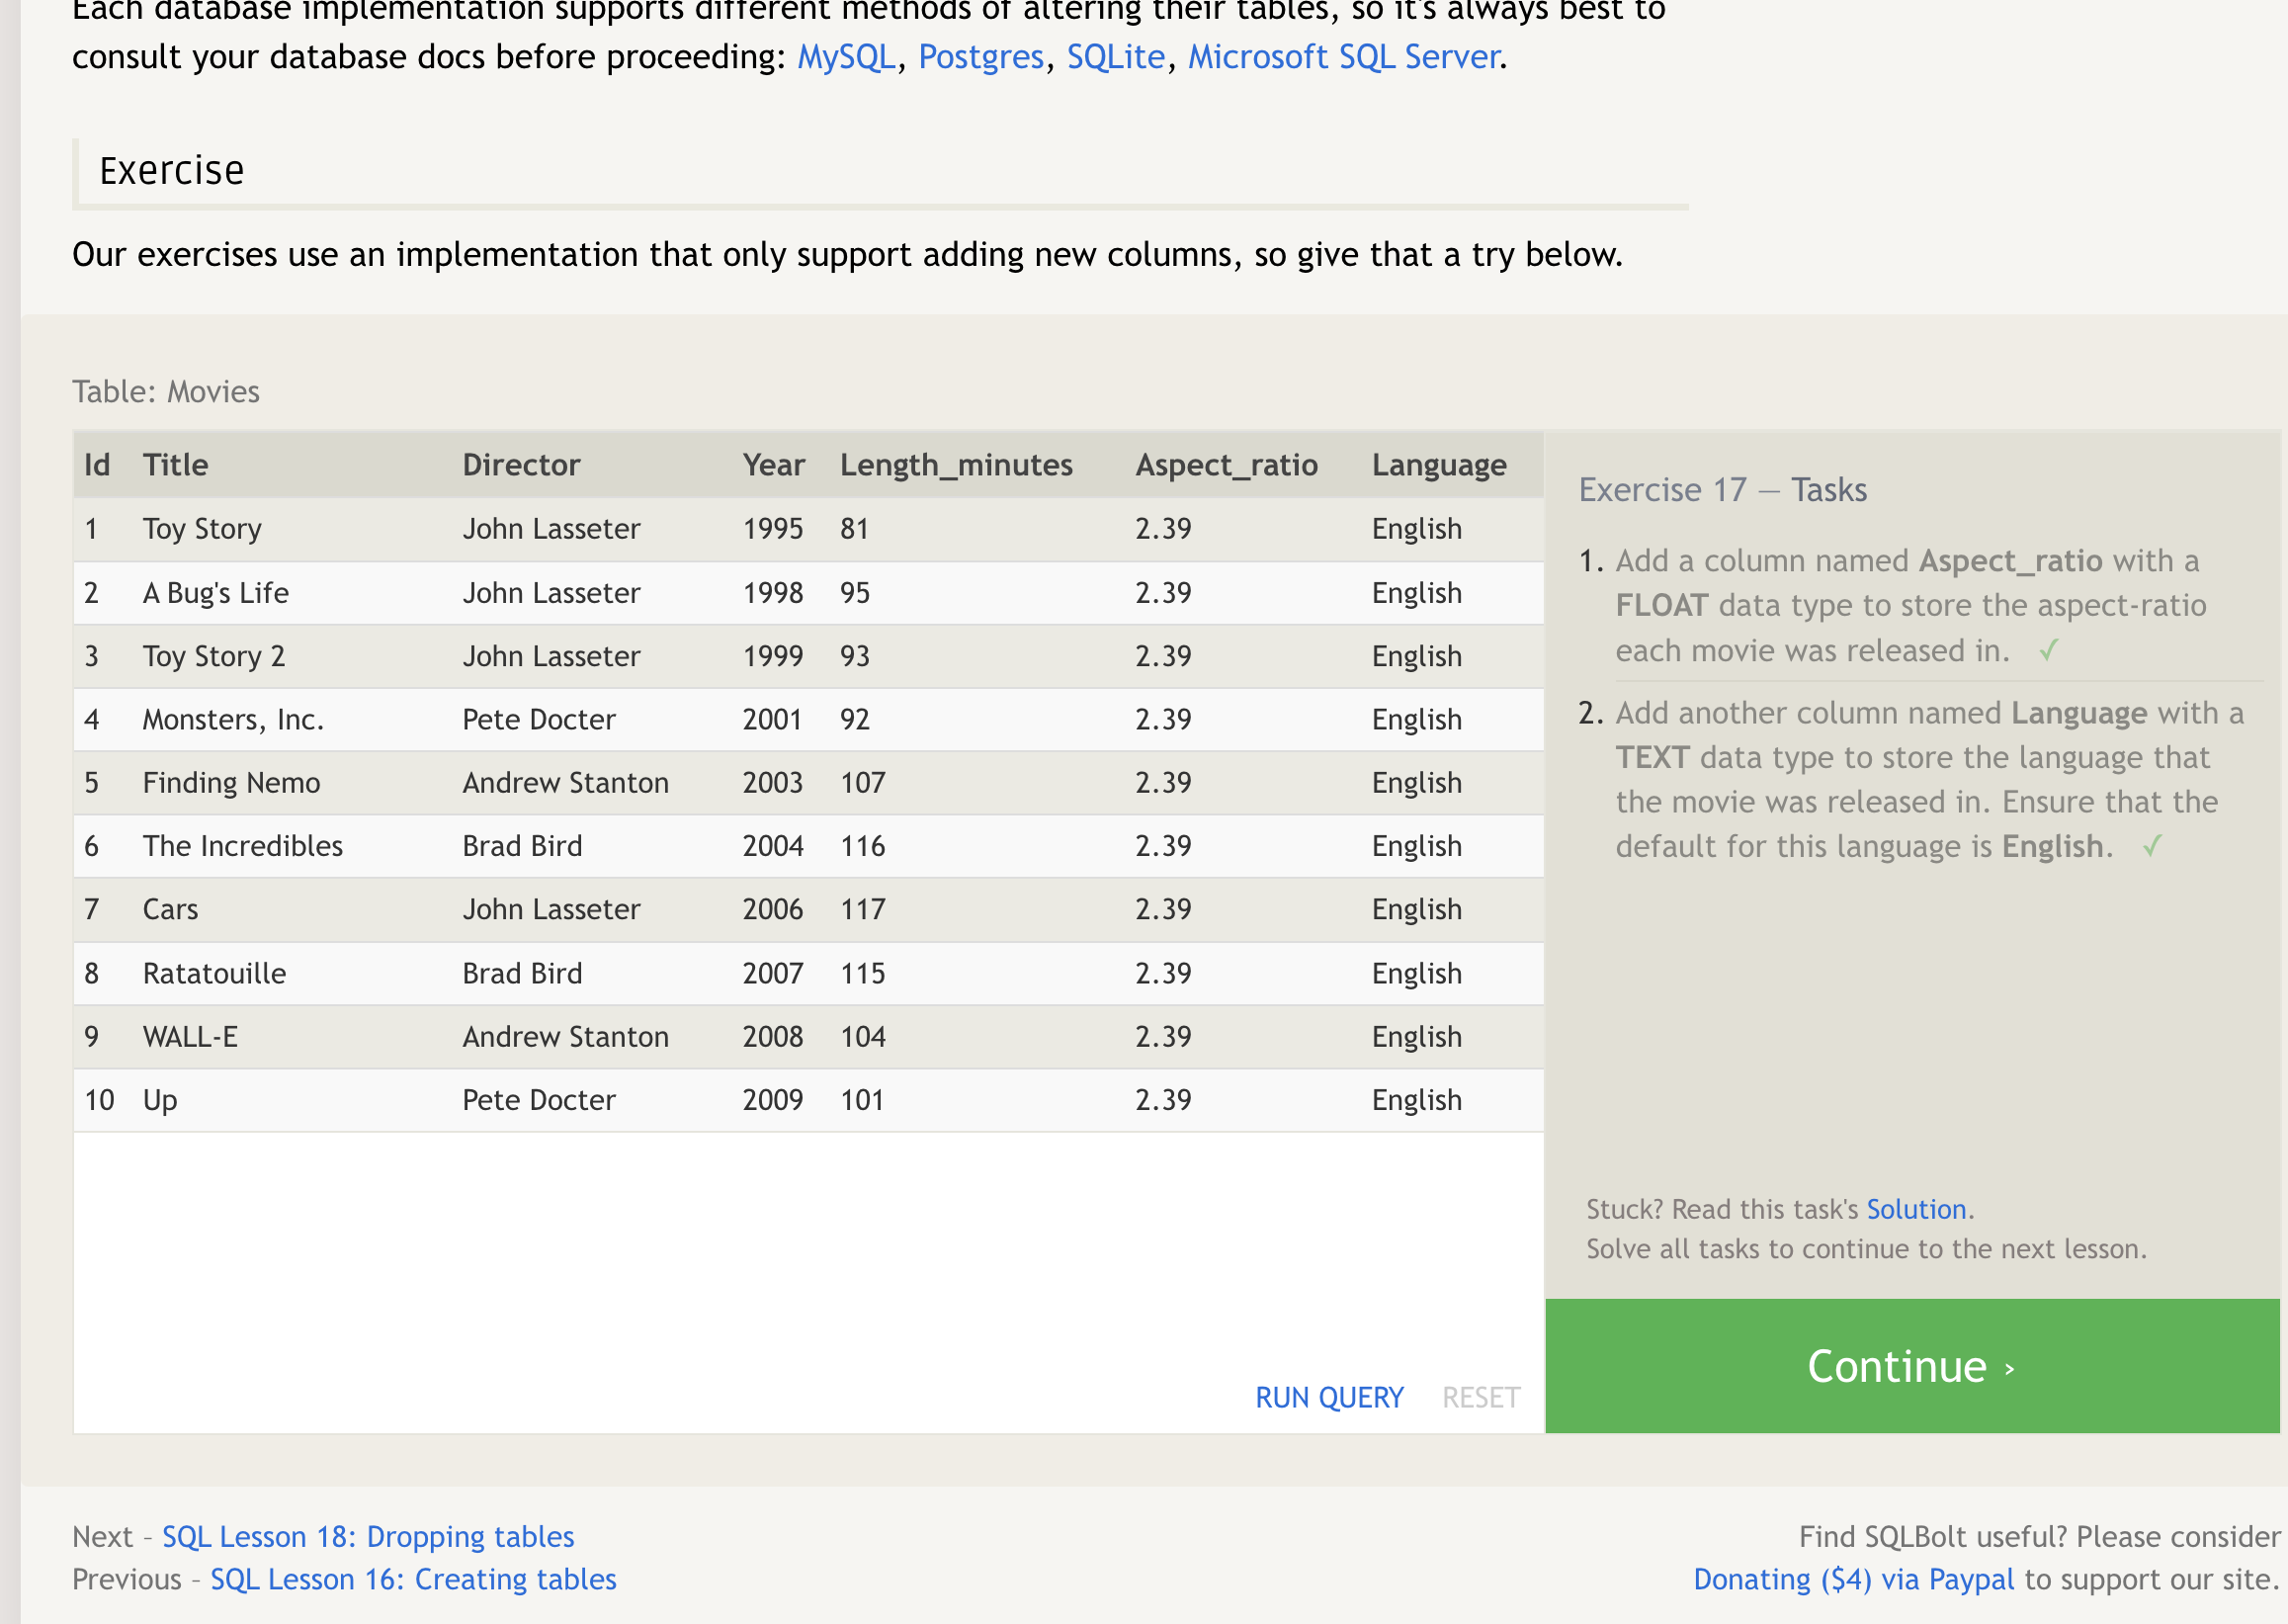 Each database implementation supports different methods of altering their tables, so it's always best to
consult your database docs before proceeding: MySQL, Postgres, SQLite, Microsoft SQL Server.
Exercise
Our exercises use an implementation that only support adding new columns, so give that a try below.
Table: Movies
Id Title Director Year Length_minutes Aspect_ratio Language
1 Toy Story John Lasseter 1995 81 2.39 English
2 A Bug's Life John Lasseter 1998 95 2.39 English
3 Toy Story 2 John Lasseter 1999 93 2.39 English
4 Monsters, Inc. Pete Docter 2001 92 2.39 English
5 Finding Nemo Andrew Stanton 2003 107 2.39 English
6 The Incredibles Brad Bird 2004 116 2.39 English
7 Cars John Lasseter 2006 117 2.39 English
8 Ratatouille Brad Bird 2007 115 2.39 English
9 WALL-E Andrew Stanton 2008 104 2.39 English
10 Up Pete Docter 2009 101 2.39 English
RUN QUERY RESET
Exercise 17 — Tasks
1. Add a column named Aspect_ratio with a
FLOAT data type to store the aspect-ratio
each movie was released in. ✓
2. Add another column named Language with a
TEXT data type to store the language that
the movie was released in. Ensure that the
default for this language is English. ✓
Stuck? Read this task's Solution.
Solve all tasks to continue to the next lesson.
Continue ›
Next – SQL Lesson 18: Dropping tables
Previous – SQL Lesson 16: Creating tables
Find SQLBolt useful? Please consider
Donating ($4) via Paypal to support our site.